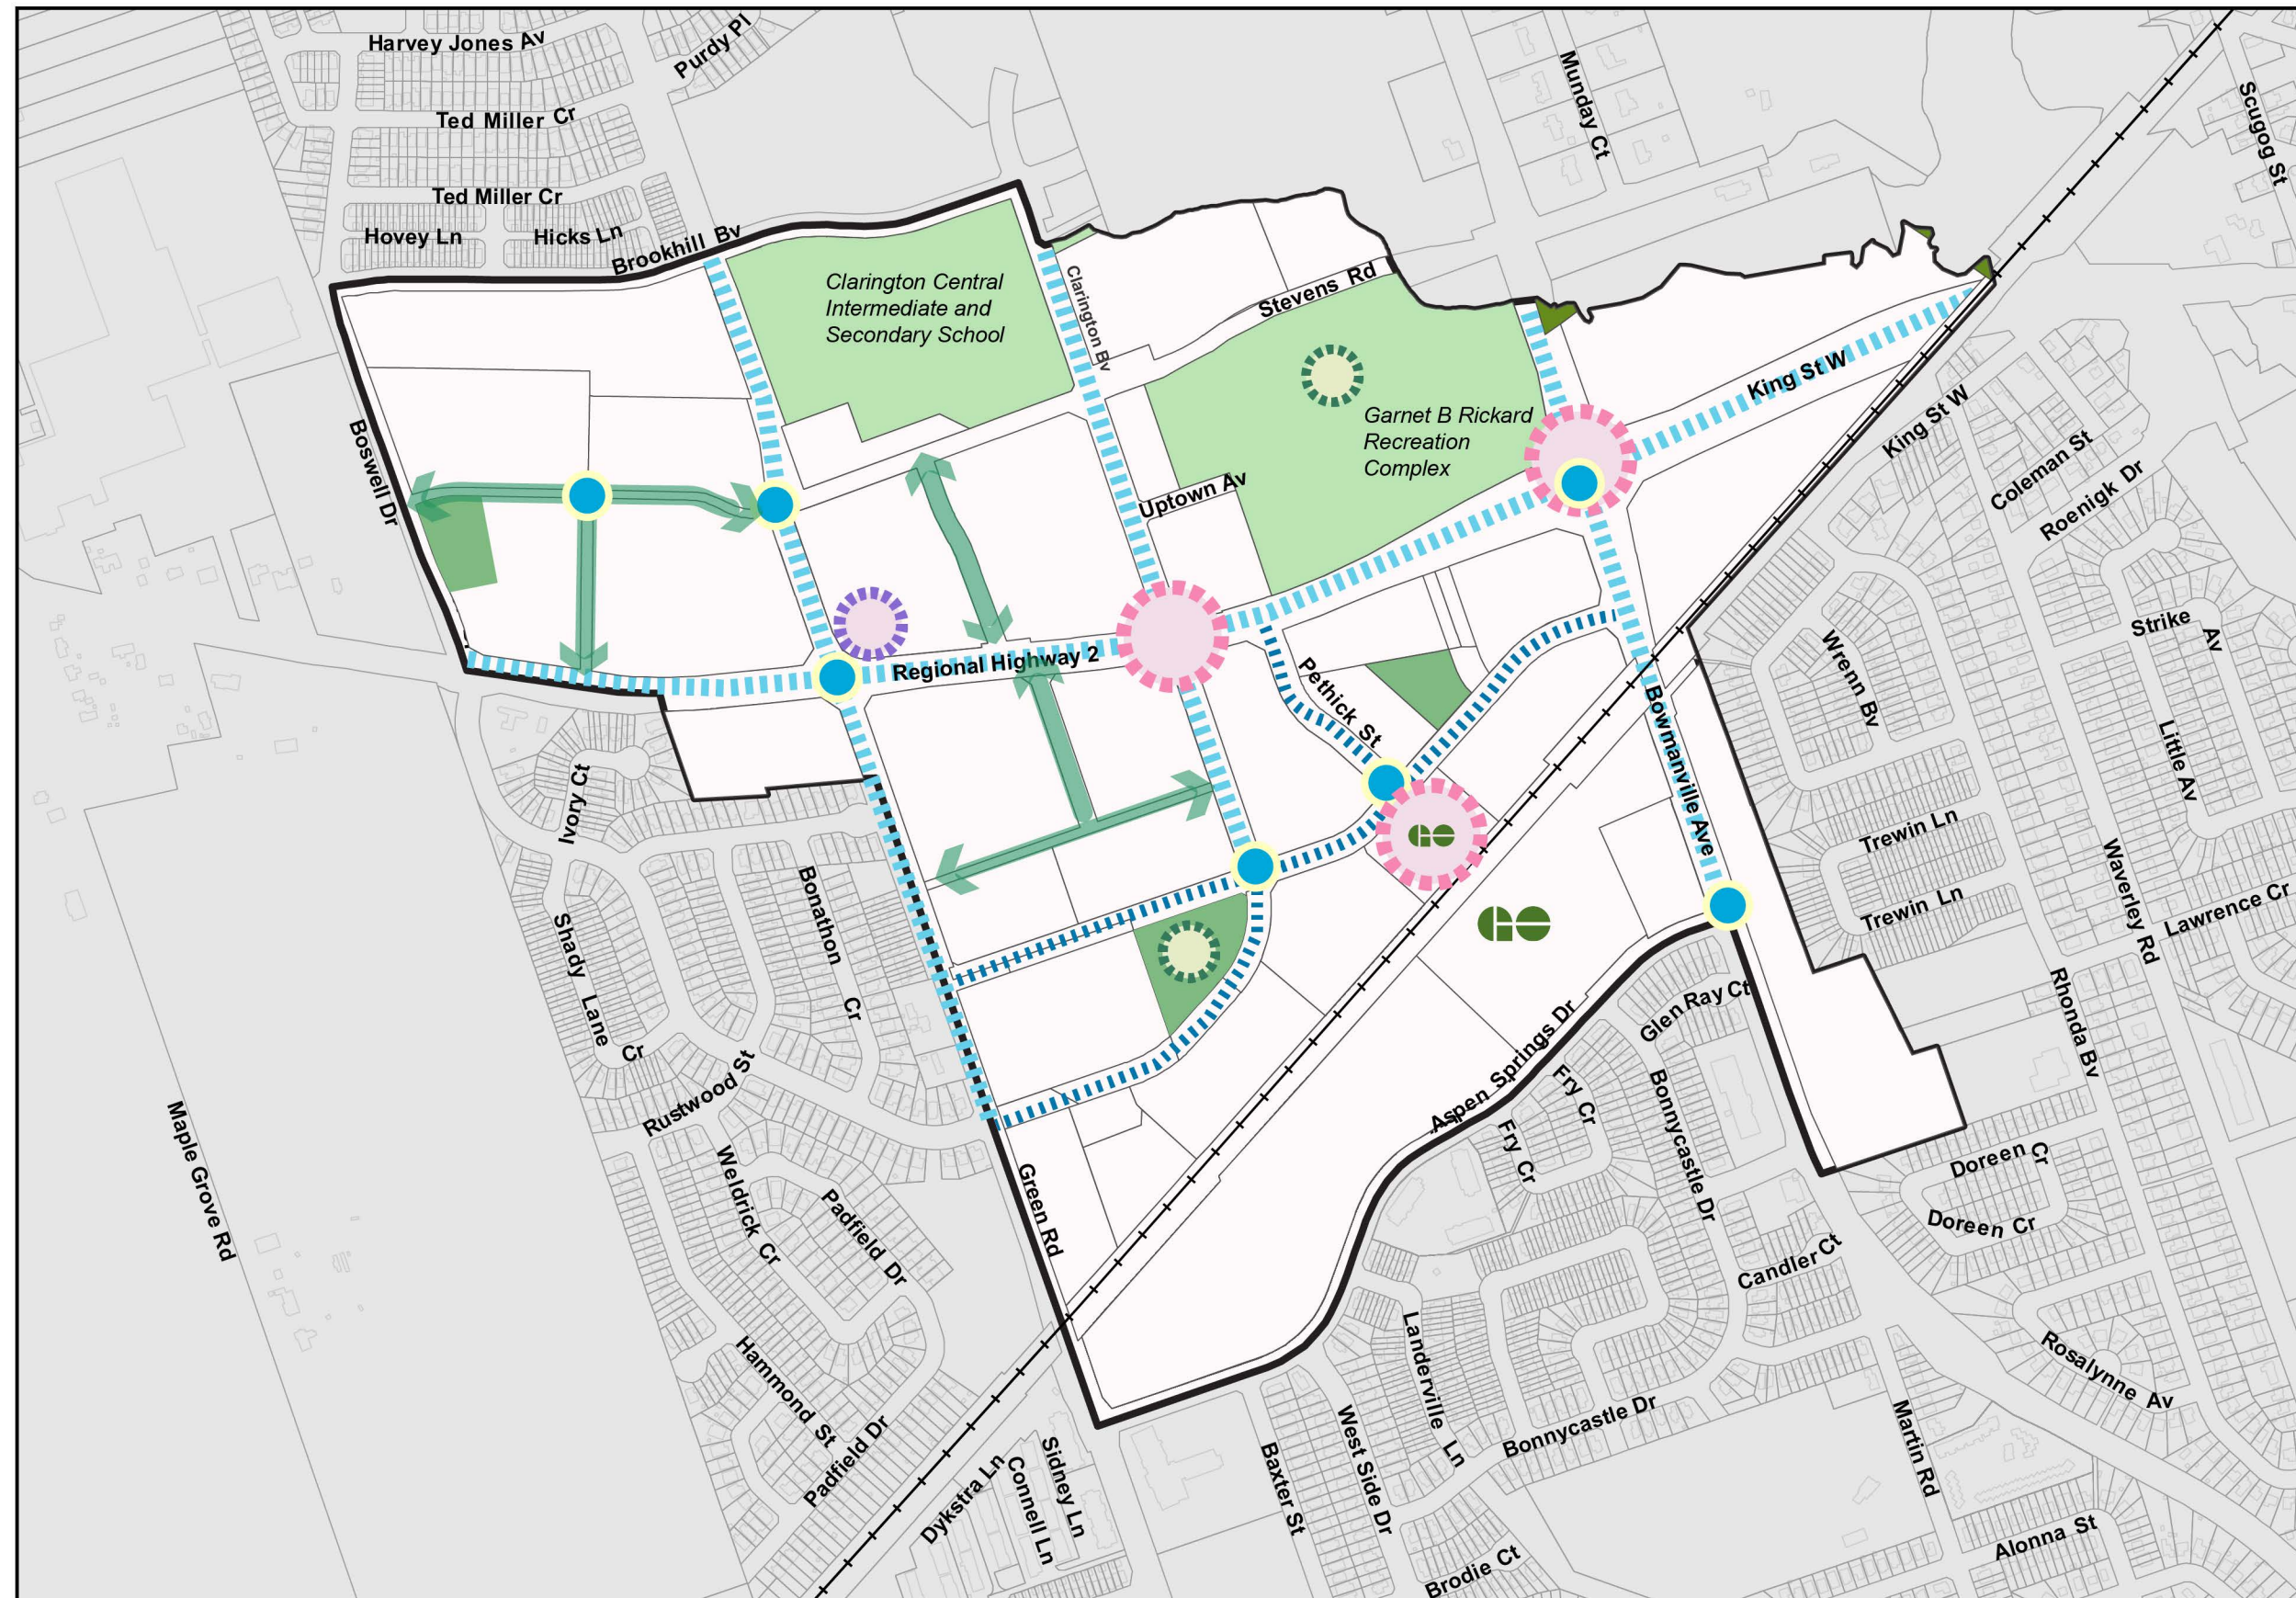 Harvey Jones Av
Purdy Pl
Ted Miller Cr
Ted Miller Cr
Hovey Ln
Hicks Ln
Brookhill Bv
Munday Ct
Scugog St
Clarington Central
Intermediate and
Secondary School
Clarington Bv
Stevens Rd
Garnet B Rickard
Recreation
Complex
King St W
King St W
Coleman St
Roenigk Dr
Boswell Dr
Uptown Av
Strike Av
Regional Highway 2
Pethick St
Wrenn Bv
Bowmanville Ave
Little Av
Ivory Ct
GO
GO
Trewin Ln
Trewin Ln
Waverley Rd
Lawrence Cr
Bonathon Cr
Shady Lane Cr
Glen Ray Ct
Rhonda Bv
Aspen Springs Dr
Fry Cr
Fry Cr
Bonnycastle Dr
Rustwood St
Maple Grove Rd
Weldrick Cr
Padfield Dr
Green Rd
Doreen Cr
Doreen Cr
Candler Ct
Hammond St
Padfield Dr
Landerville Ln
Rosalynne Av
Bonnycastle Dr
West Side Dr
Baxter St
Martin Rd
Dykstra Ln
Connell Ln
Sidney Ln
Brodie Ct
Alonna St